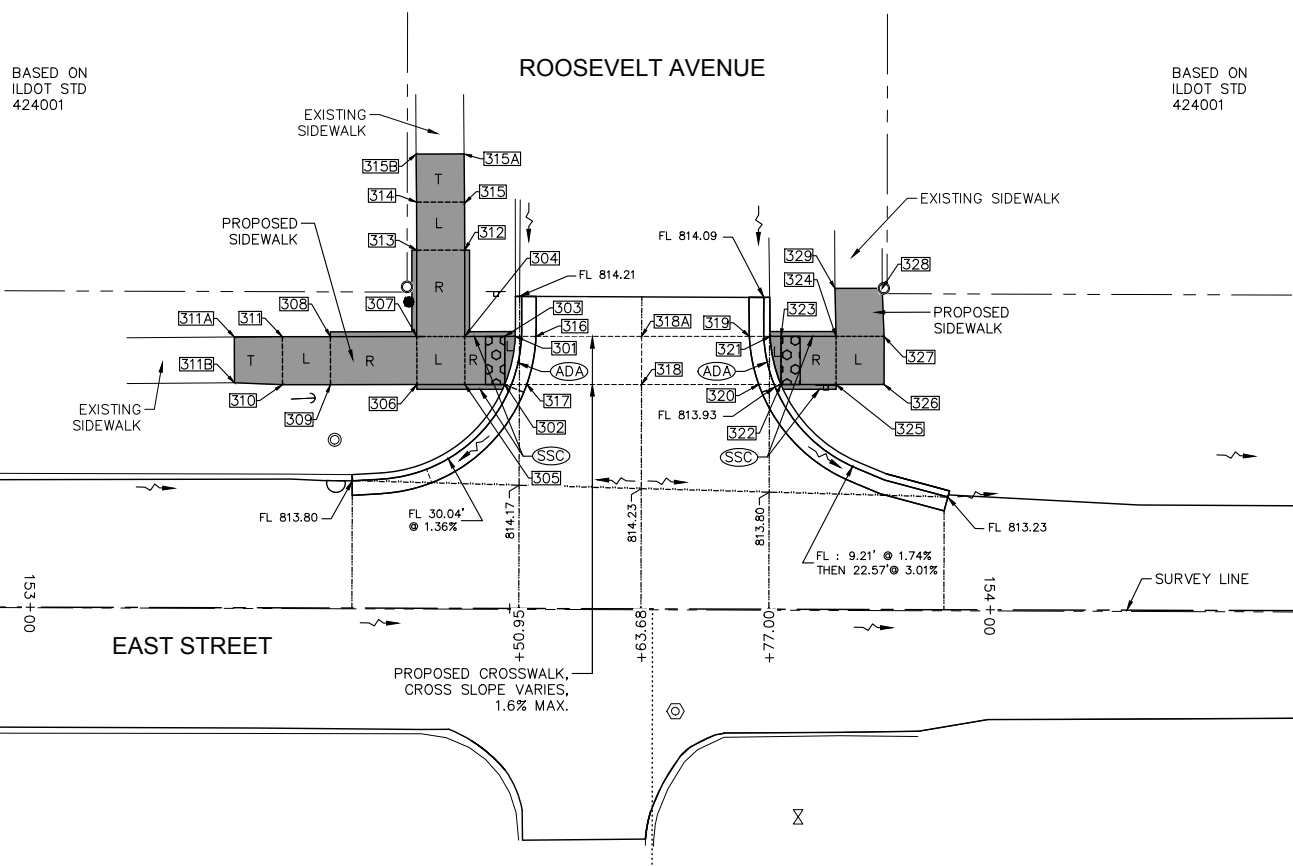 ROOSEVELT AVENUE
BASED ON
ILDOT STD
424001
BASED ON
ILDOT STD
424001
EXISTING
SIDEWALK
315B
315A
T
314
315
EXISTING SIDEWALK
PROPOSED
SIDEWALK
L
313
312
FL 814.09
304
329
328
324
FL 814.21
R
308
307
303
323
PROPOSED
SIDEWALK
311A
311
316
318A
319
301
321
327
T
L
R
L
R
L
L
R
L
311B
ADA
318
ADA
310
306
317
320
326
309
302
FL 813.93
325
322
EXISTING
SIDEWALK
SSC
SSC
305
FL 813.80
FL 30.04'
@ 1.36%
814.17
814.23
813.80
FL 813.23
FL : 9.21' @ 1.74%
THEN 22.57'@ 3.01%
SURVEY LINE
153+00
154+00
+50.95
+63.68
+77.00
EAST STREET
PROPOSED CROSSWALK,
CROSS SLOPE VARIES,
1.6% MAX.